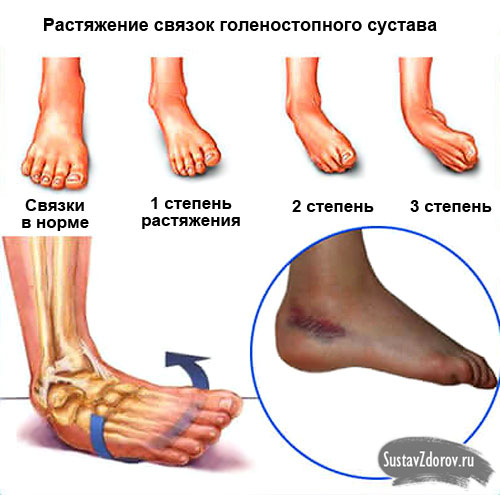 Растяжение связок голеностопного сустава
Связки
в норме
1 степень
растяжения
2 степень
3 степень
SustavZdorov.ru